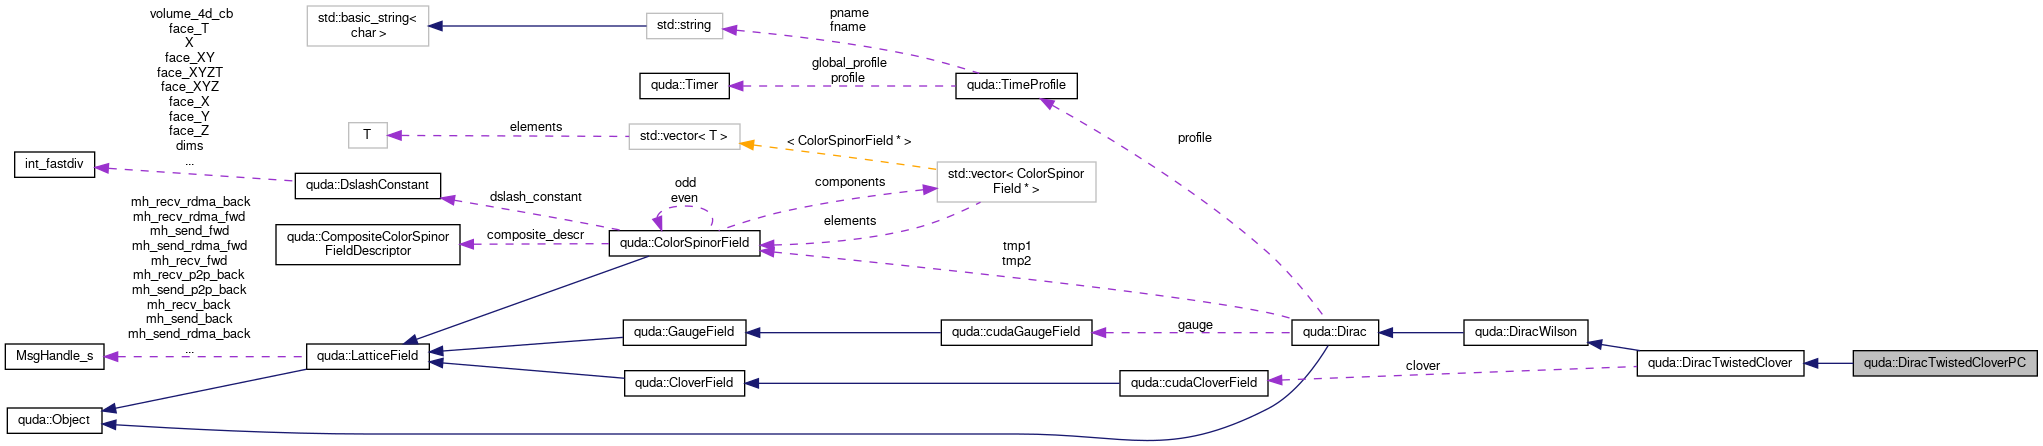 volume_4d_cb
face_T
X
face_XY
face_XYZT
face_XYZ
face_X
face_Y
face_Z
dims
...
std::basic_string<
char >
std::string
pname
fname
quda::Timer
global_profile
profile
quda::TimeProfile
T
elements
std::vector< T >
< ColorSpinorField * >
profile
int_fastdiv
quda::DslashConstant
dslash_constant
odd
even
components
std::vector< ColorSpinor
Field * >
elements
mh_recv_rdma_back
mh_recv_rdma_fwd
mh_send_fwd
mh_send_rdma_fwd
mh_recv_fwd
mh_recv_p2p_back
mh_send_p2p_back
mh_recv_back
mh_send_back
mh_send_rdma_back
...
quda::CompositeColorSpinor
FieldDescriptor
composite_descr
quda::ColorSpinorField
tmp1
tmp2
MsgHandle_s
quda::LatticeField
quda::GaugeField
quda::cudaGaugeField
gauge
quda::Dirac
quda::DiracWilson
quda::CloverField
quda::cudaCloverField
clover
quda::DiracTwistedClover
quda::DiracTwistedCloverPC
quda::Object